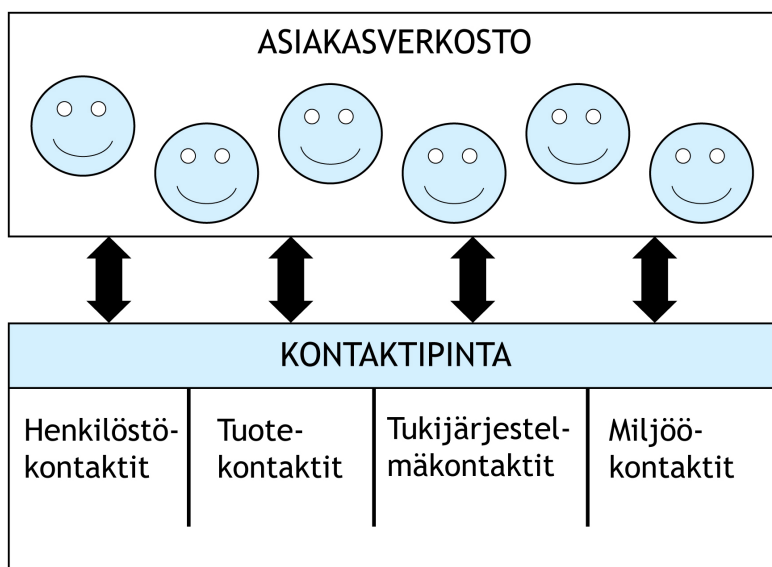 ASIAKASVERKOSTO
KONTAKTIPINTA
Henkilöstö-
kontaktit
Tuote-
kontaktit
Tukijärjestel-
mäkontaktit
Miljöö-
kontaktit